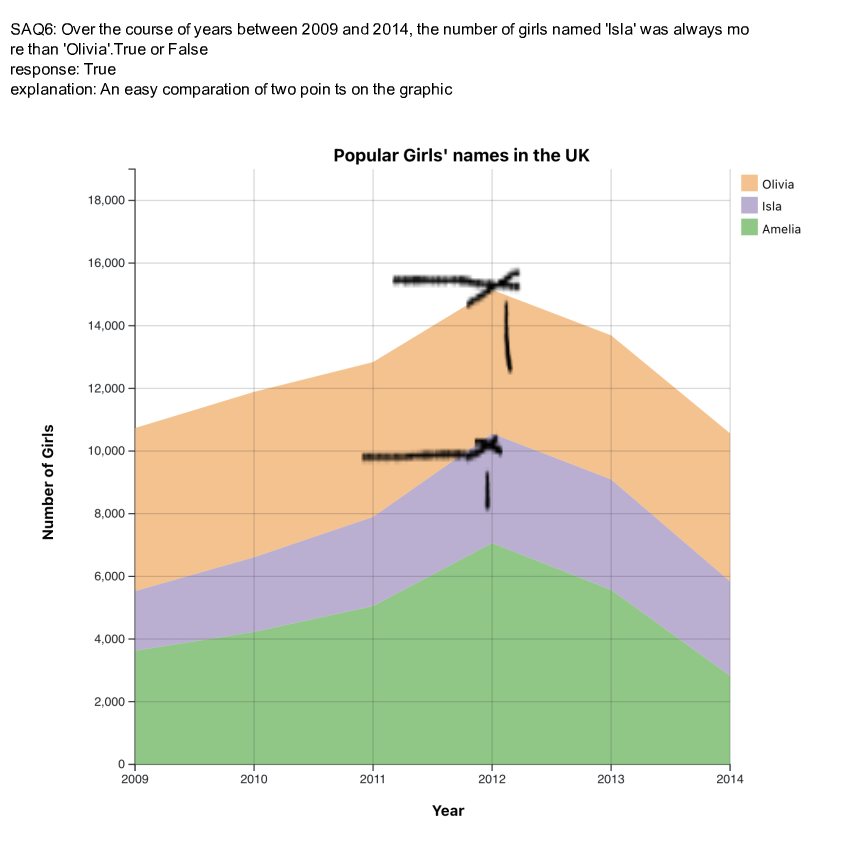 SAQ6: Over the course of years between 2009 and 2014, the number of girls named 'Isla' was always mo
re than 'Olivia'.True or False
response: True
explanation: An easy comparation of two poin ts on the graphic
Popular Girls' names in the UK
Olivia
Isla
Amelia
18,000
16,000
14,000
12,000
10,000
8,000
6,000
4,000
2,000
0
Number of Girls
2009 2010 2011 2012 2013 2014
Year